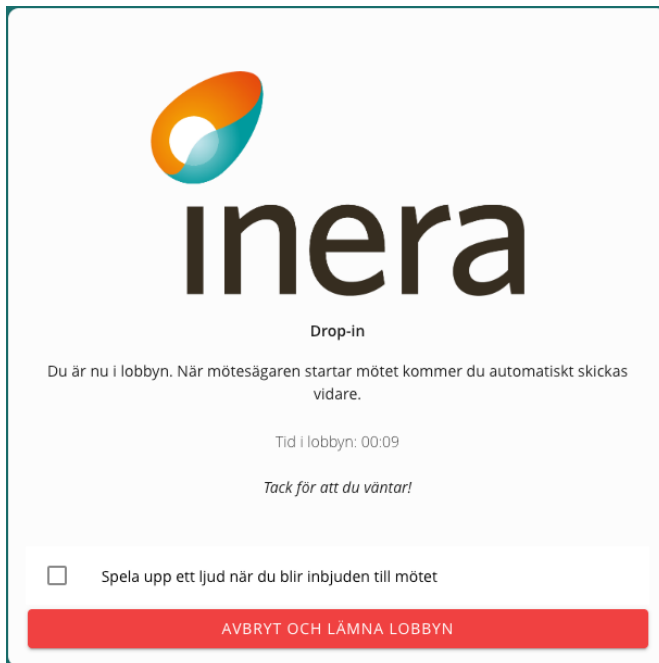 inera
Drop-in
Du är nu i lobbyn. När mötesägaren startar mötet kommer du automatiskt skickas
vidare.
Tid i lobbyn: 00:09
Tack för att du väntar!
Spela upp ett ljud när du blir inbjuden till mötet
AVBRYT OCH LÄMNA LOBBYN